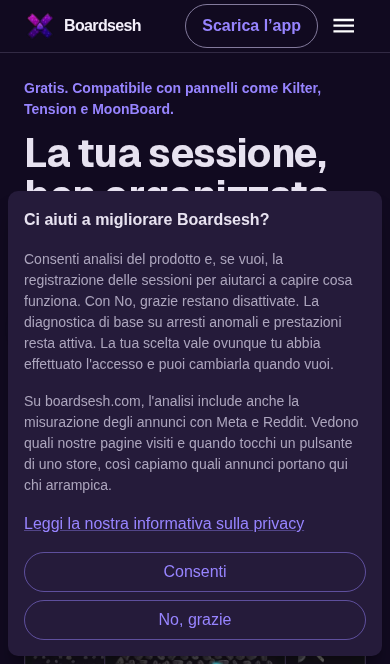 Boardsesh
Scarica l’app
Gratis. Compatibile con pannelli come Kilter,
Tension e MoonBoard.
La tua sessione,
ben organizzata
Ci aiuti a migliorare Boardsesh?
Consenti analisi del prodotto e, se vuoi, la
registrazione delle sessioni per aiutarci a capire cosa
funziona. Con No, grazie restano disattivate. La
diagnostica di base su arresti anomali e prestazioni
resta attiva. La tua scelta vale ovunque tu abbia
effettuato l'accesso e puoi cambiarla quando vuoi.
Su boardsesh.com, l'analisi include anche la
misurazione degli annunci con Meta e Reddit. Vedono
quali nostre pagine visiti e quando tocchi un pulsante
di uno store, così capiamo quali annunci portano qui
chi arrampica.
Leggi la nostra informativa sulla privacy
Consenti
No, grazie